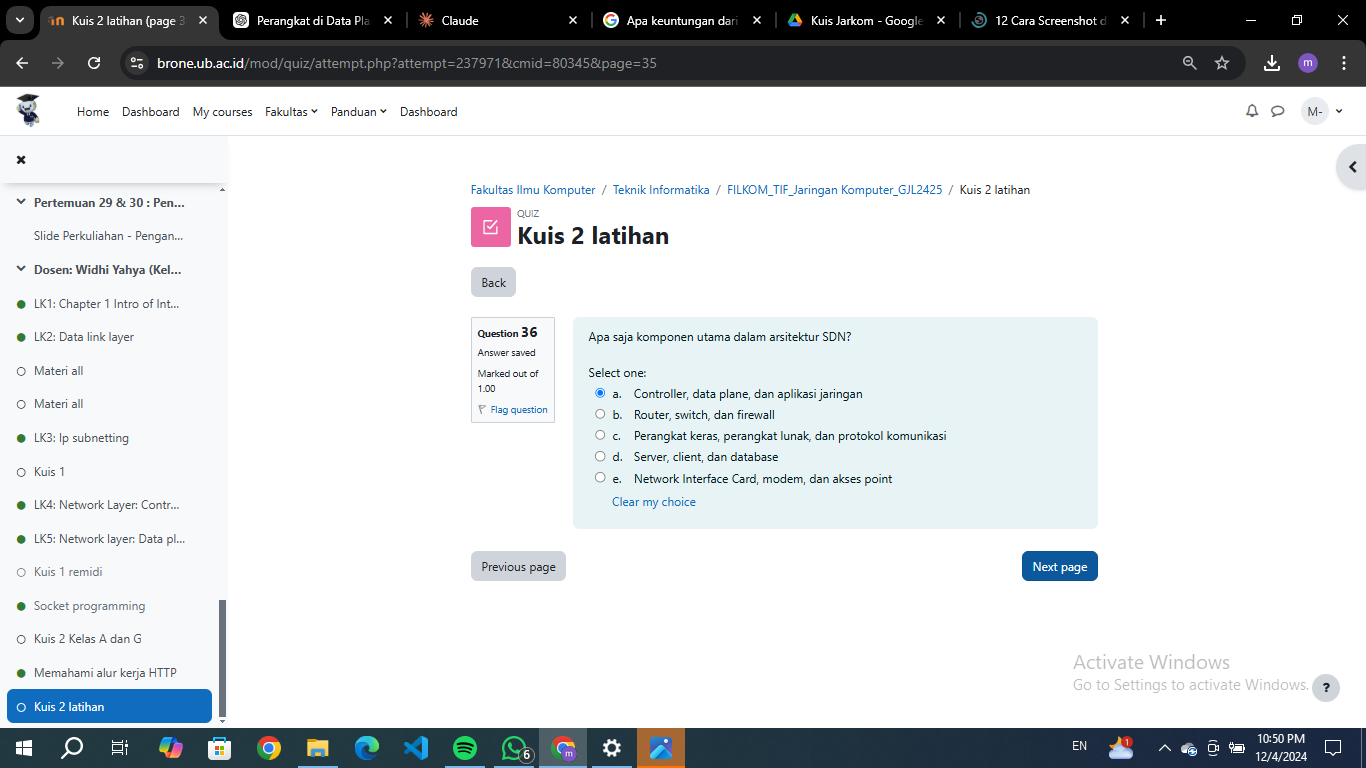 Kuis 2 latihan (page 3
Perangkat di Data Pla
Claude
Apa keuntungan dari
Kuis Jarkom - Google
12 Cara Screenshot d
brone.ub.ac.id/mod/quiz/attempt.php?attempt=237971&cmid=80345&page=35
m
Home Dashboard My courses Fakultas Panduan Dashboard
M-
Pertemuan 29 & 30 : Pen...
Slide Perkuliahan - Pengan...
Dosen: Widhi Yahya (Kel...
LK1: Chapter 1 Intro of Int...
LK2: Data link layer
Materi all
Materi all
LK3: Ip subnetting
Kuis 1
LK4: Network Layer: Contr...
LK5: Network layer: Data pl...
Kuis 1 remidi
Socket programming
Kuis 2 Kelas A dan G
Memahami alur kerja HTTP
Kuis 2 latihan
Fakultas Ilmu Komputer / Teknik Informatika / FILKOM_TIF_Jaringan Komputer_GJL2425 / Kuis 2 latihan
QUIZ
Kuis 2 latihan
Back
Question 36
Answer saved
Marked out of
1.00
Flag question
Apa saja komponen utama dalam arsitektur SDN?
Select one:
a. Controller, data plane, dan aplikasi jaringan
b. Router, switch, dan firewall
c. Perangkat keras, perangkat lunak, dan protokol komunikasi
d. Server, client, dan database
e. Network Interface Card, modem, dan akses point
Clear my choice
Previous page
Next page
Activate Windows
Go to Settings to activate Windows.
?
6
m
EN
1
10:50 PM
12/4/2024